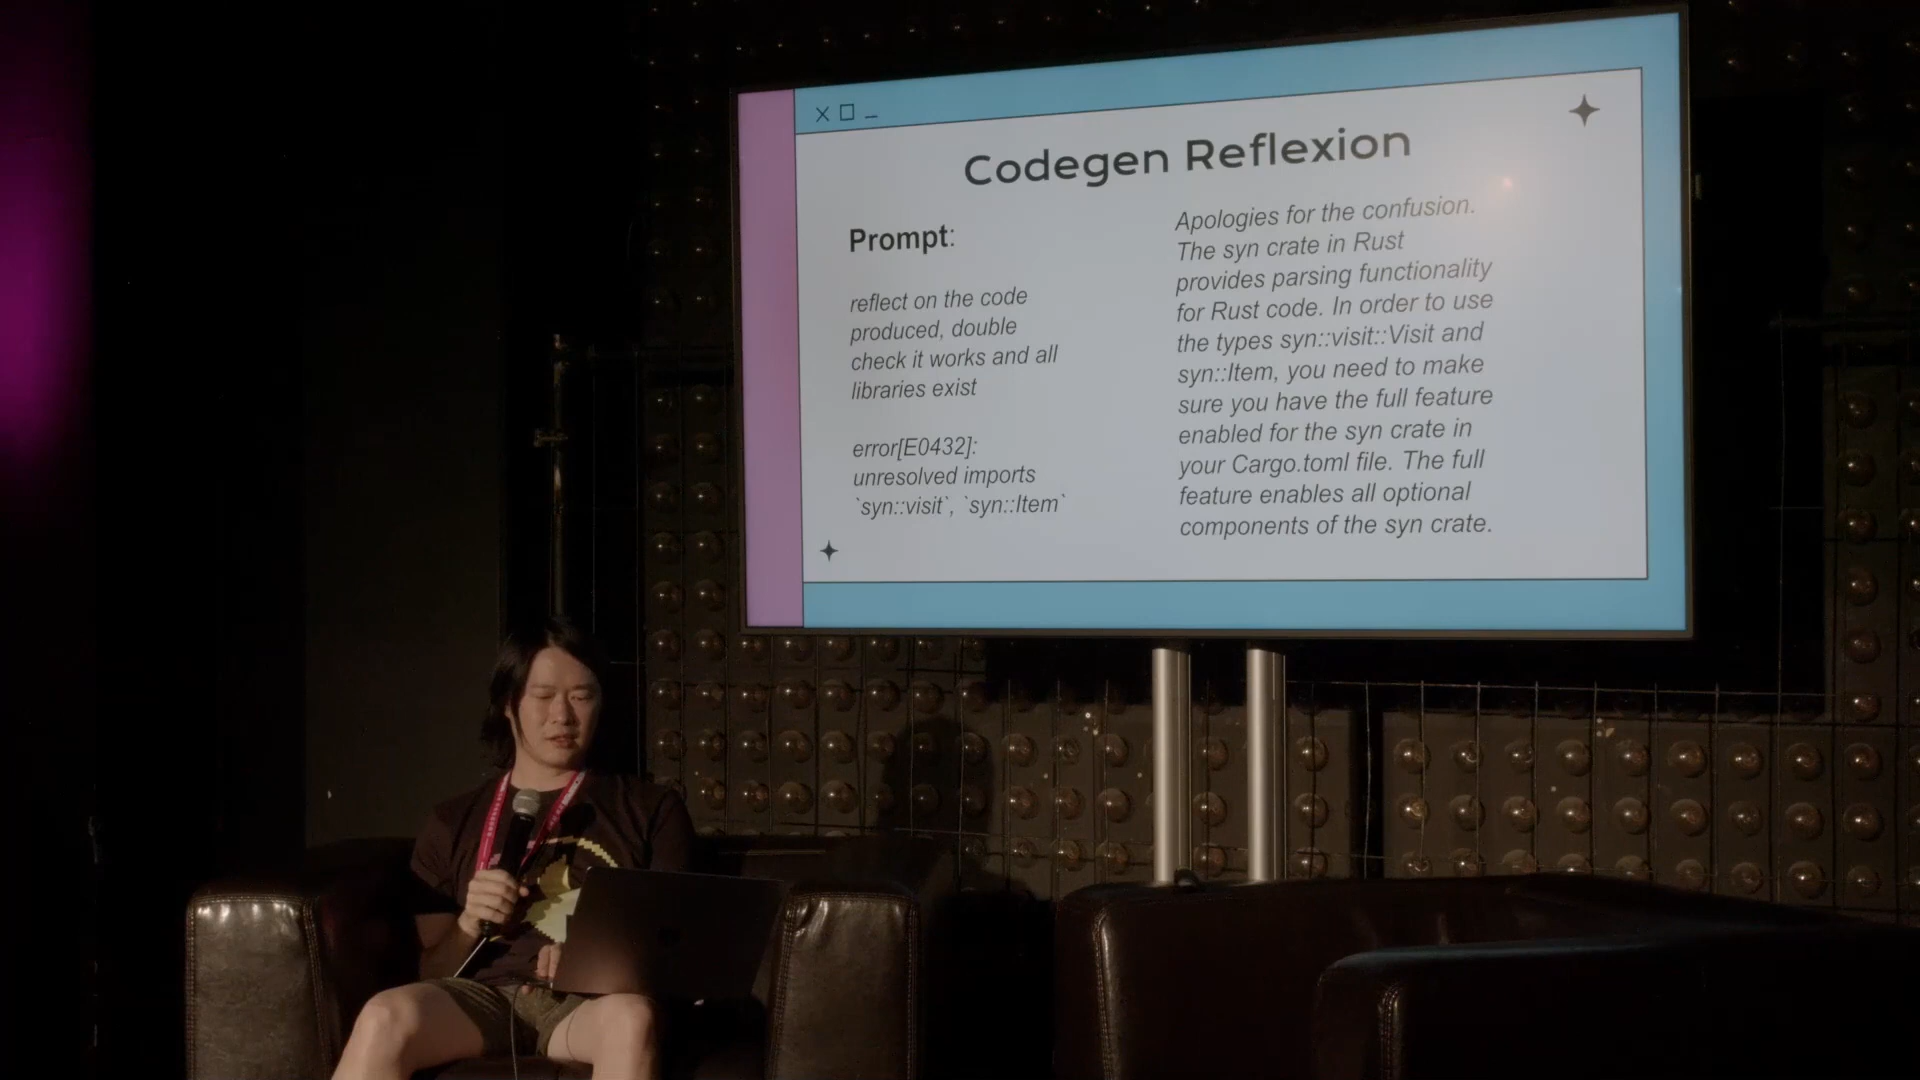 Codegen Reflexion
Prompt:
reflect on the code
produced, double
check it works and all
libraries exist
error[E0432]:
unresolved imports
`syn::visit`, `syn::Item`
Apologies for the confusion.
The syn crate in Rust
provides parsing functionality
for Rust code. In order to use
the types syn::visit::Visit and
syn::Item, you need to make
sure you have the full feature
enabled for the syn crate in
your Cargo.toml file. The full
feature enables all optional
components of the syn crate.